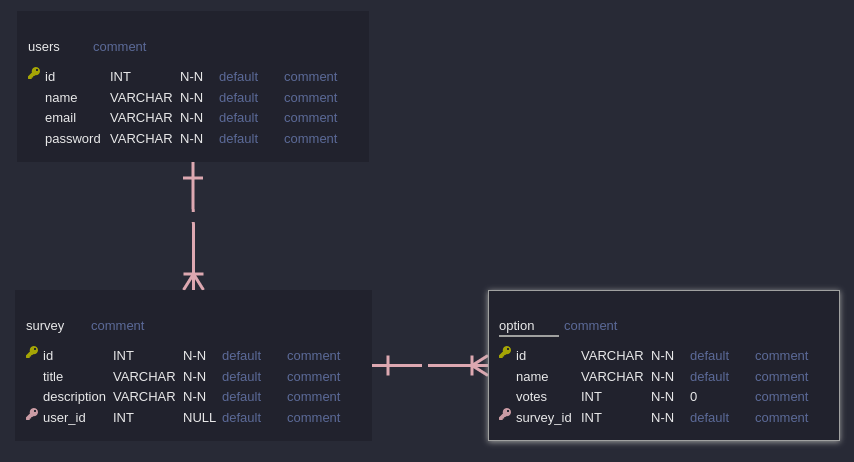 users comment
id INT N-N default comment
name VARCHAR N-N default comment
email VARCHAR N-N default comment
password VARCHAR N-N default comment
survey comment
id INT N-N default comment
title VARCHAR N-N default comment
description VARCHAR N-N default comment
user_id INT NULL default comment
option comment
id VARCHAR N-N default comment
name VARCHAR N-N default comment
votes INT N-N 0 comment
survey_id INT N-N default comment